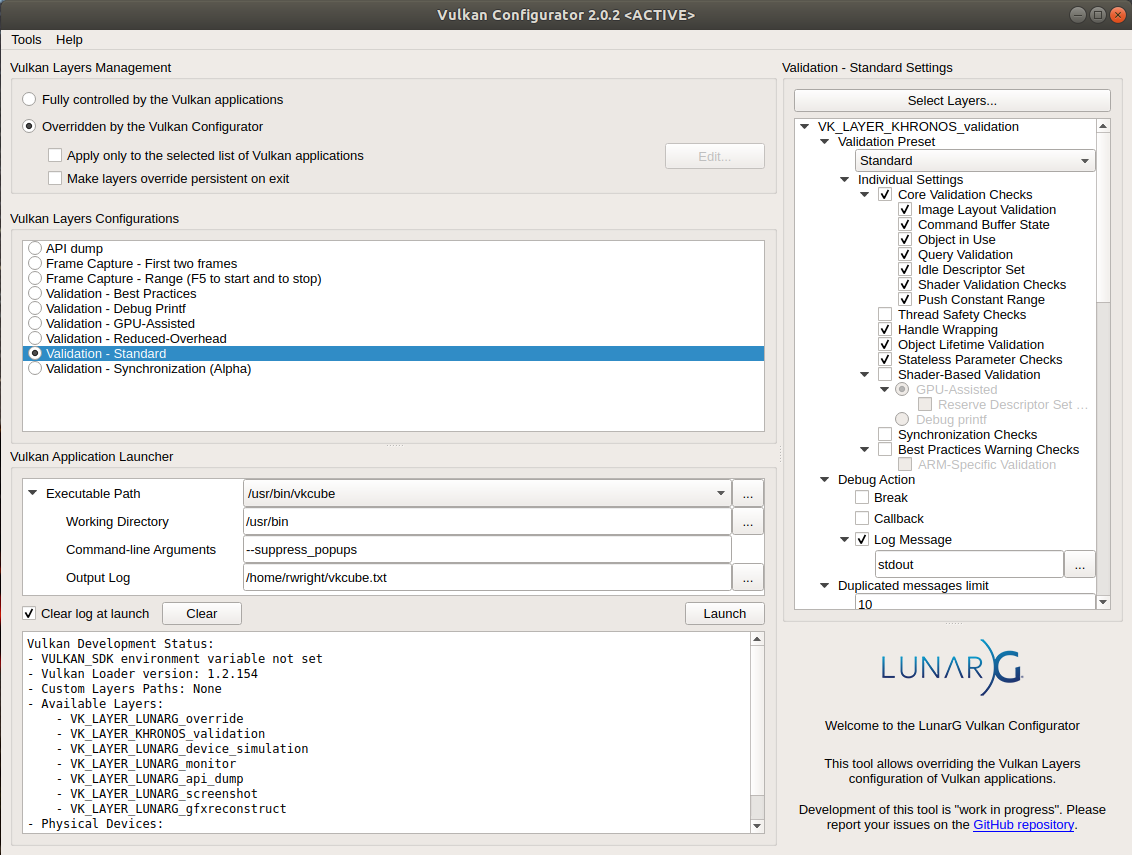 Vulkan Configurator 2.0.2 <ACTIVE>
Tools Help
Vulkan Layers Management
Fully controlled by the Vulkan applications
Overridden by the Vulkan Configurator
Apply only to the selected list of Vulkan applications
Edit...
Make layers override persistent on exit
Vulkan Layers Configurations
API dump
Frame Capture - First two frames
Frame Capture - Range (F5 to start and to stop)
Validation - Best Practices
Validation - Debug Printf
Validation - GPU-Assisted
Validation - Reduced-Overhead
Validation - Standard
Validation - Synchronization (Alpha)
Vulkan Application Launcher
Executable Path /usr/bin/vkcube ...
Working Directory /usr/bin ...
Command-line Arguments --suppress_popups
Output Log /home/rwright/vkcube.txt ...
Clear log at launch Clear Launch
Vulkan Development Status:
- VULKAN_SDK environment variable not set
- Vulkan Loader version: 1.2.154
- Custom Layers Paths: None
- Available Layers:
- VK_LAYER_LUNARG_override
- VK_LAYER_KHRONOS_validation
- VK_LAYER_LUNARG_device_simulation
- VK_LAYER_LUNARG_monitor
- VK_LAYER_LUNARG_api_dump
- VK_LAYER_LUNARG_screenshot
- VK_LAYER_LUNARG_gfxreconstruct
- Physical Devices:
Validation - Standard Settings
Select Layers...
VK_LAYER_KHRONOS_validation
Validation Preset
Standard
Individual Settings
Core Validation Checks
Image Layout Validation
Command Buffer State
Object in Use
Query Validation
Idle Descriptor Set
Shader Validation Checks
Push Constant Range
Thread Safety Checks
Handle Wrapping
Object Lifetime Validation
Stateless Parameter Checks
Shader-Based Validation
GPU-Assisted
Reserve Descriptor Set ...
Debug printf
Synchronization Checks
Best Practices Warning Checks
ARM-Specific Validation
Debug Action
Break
Callback
Log Message
stdout ...
Duplicated messages limit
10
LUNARG
Welcome to the LunarG Vulkan Configurator
This tool allows overriding the Vulkan Layers
configuration of Vulkan applications.
Development of this tool is "work in progress". Please
report your issues on the GitHub repository.